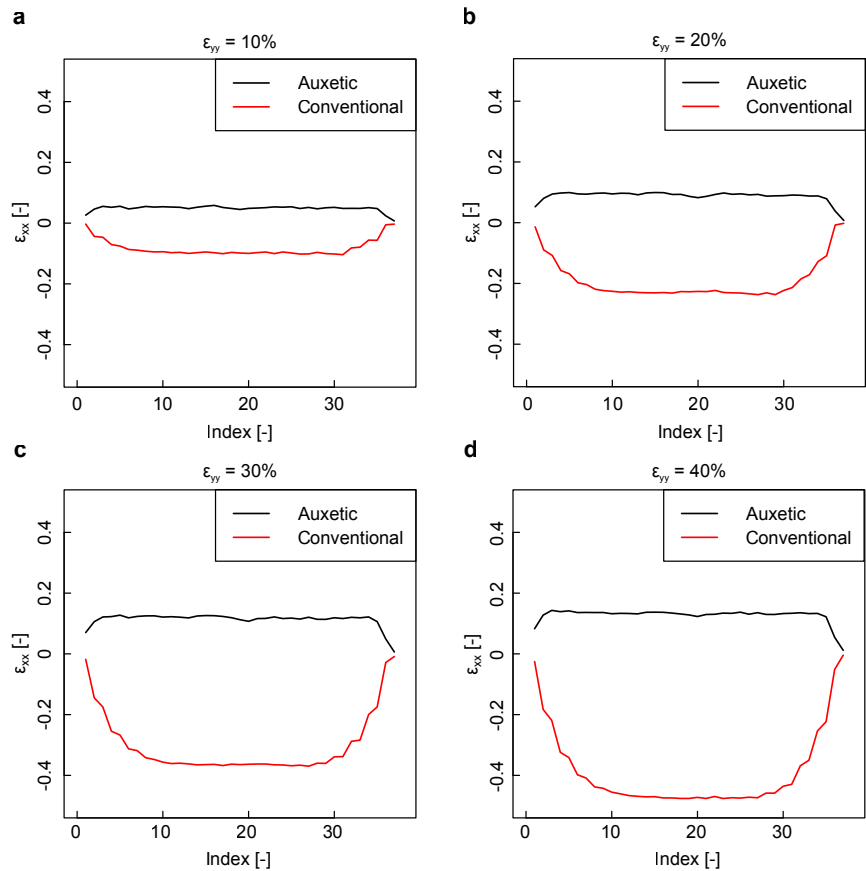 a
εyy = 10%
Auxetic
Conventional
εxx [-]
0.4
0.2
0
-0.2
-0.4
0 10 20 30
Index [-]
b
εyy = 20%
Auxetic
Conventional
εxx [-]
0.4
0.2
0
-0.2
-0.4
0 10 20 30
Index [-]
c
εyy = 30%
Auxetic
Conventional
εxx [-]
0.4
0.2
0
-0.2
-0.4
0 10 20 30
Index [-]
d
εyy = 40%
Auxetic
Conventional
εxx [-]
0.4
0.2
0
-0.2
-0.4
0 10 20 30
Index [-]